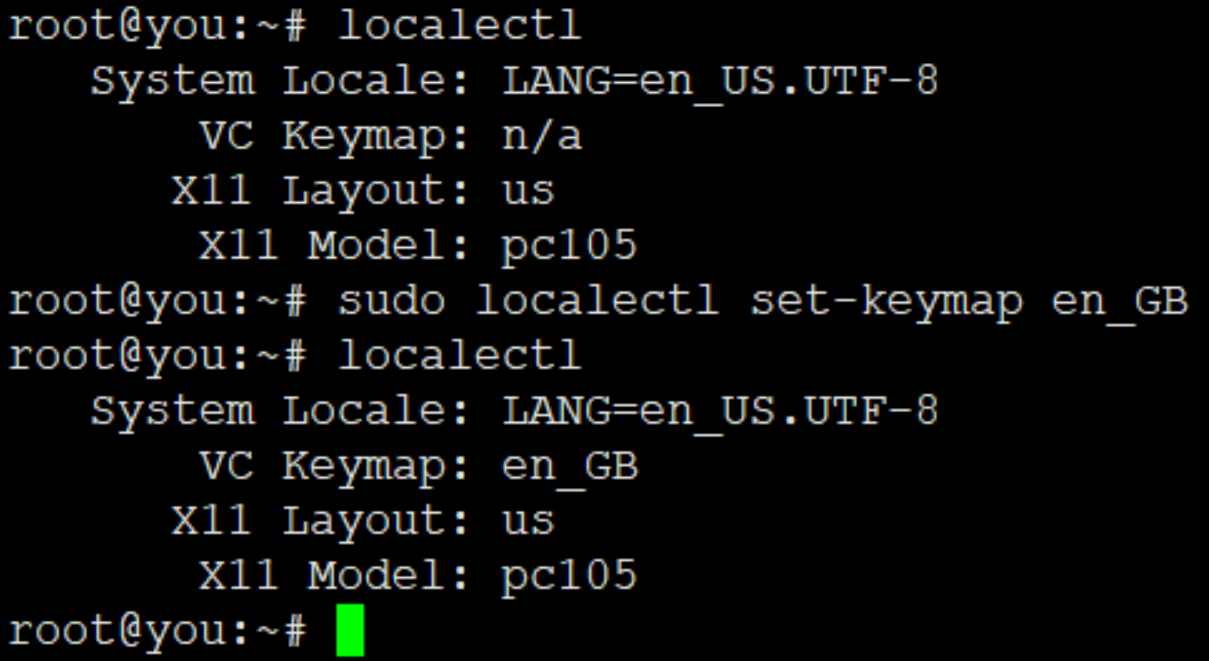 root@you:~# localectl
System Locale: LANG=en_US.UTF-8
VC Keymap: n/a
X11 Layout: us
X11 Model: pc105
root@you:~# sudo localectl set-keymap en_GB
root@you:~# localectl
System Locale: LANG=en_US.UTF-8
VC Keymap: en_GB
X11 Layout: us
X11 Model: pc105
root@you:~#